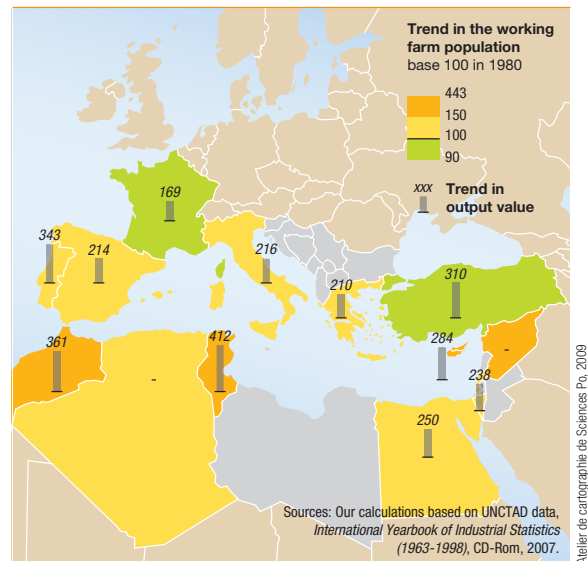 Trend in the working
farm population
base 100 in 1980
443
150
100
90
xxx
Trend in
output value
169
343
214
216
210
310
361
412
284
-
-
238
250
Sources: Our calculations based on UNCTAD data,
International Yearbook of Industrial Statistics
(1963-1998), CD-Rom, 2007.
Atelier de cartographie de Sciences Po, 2009